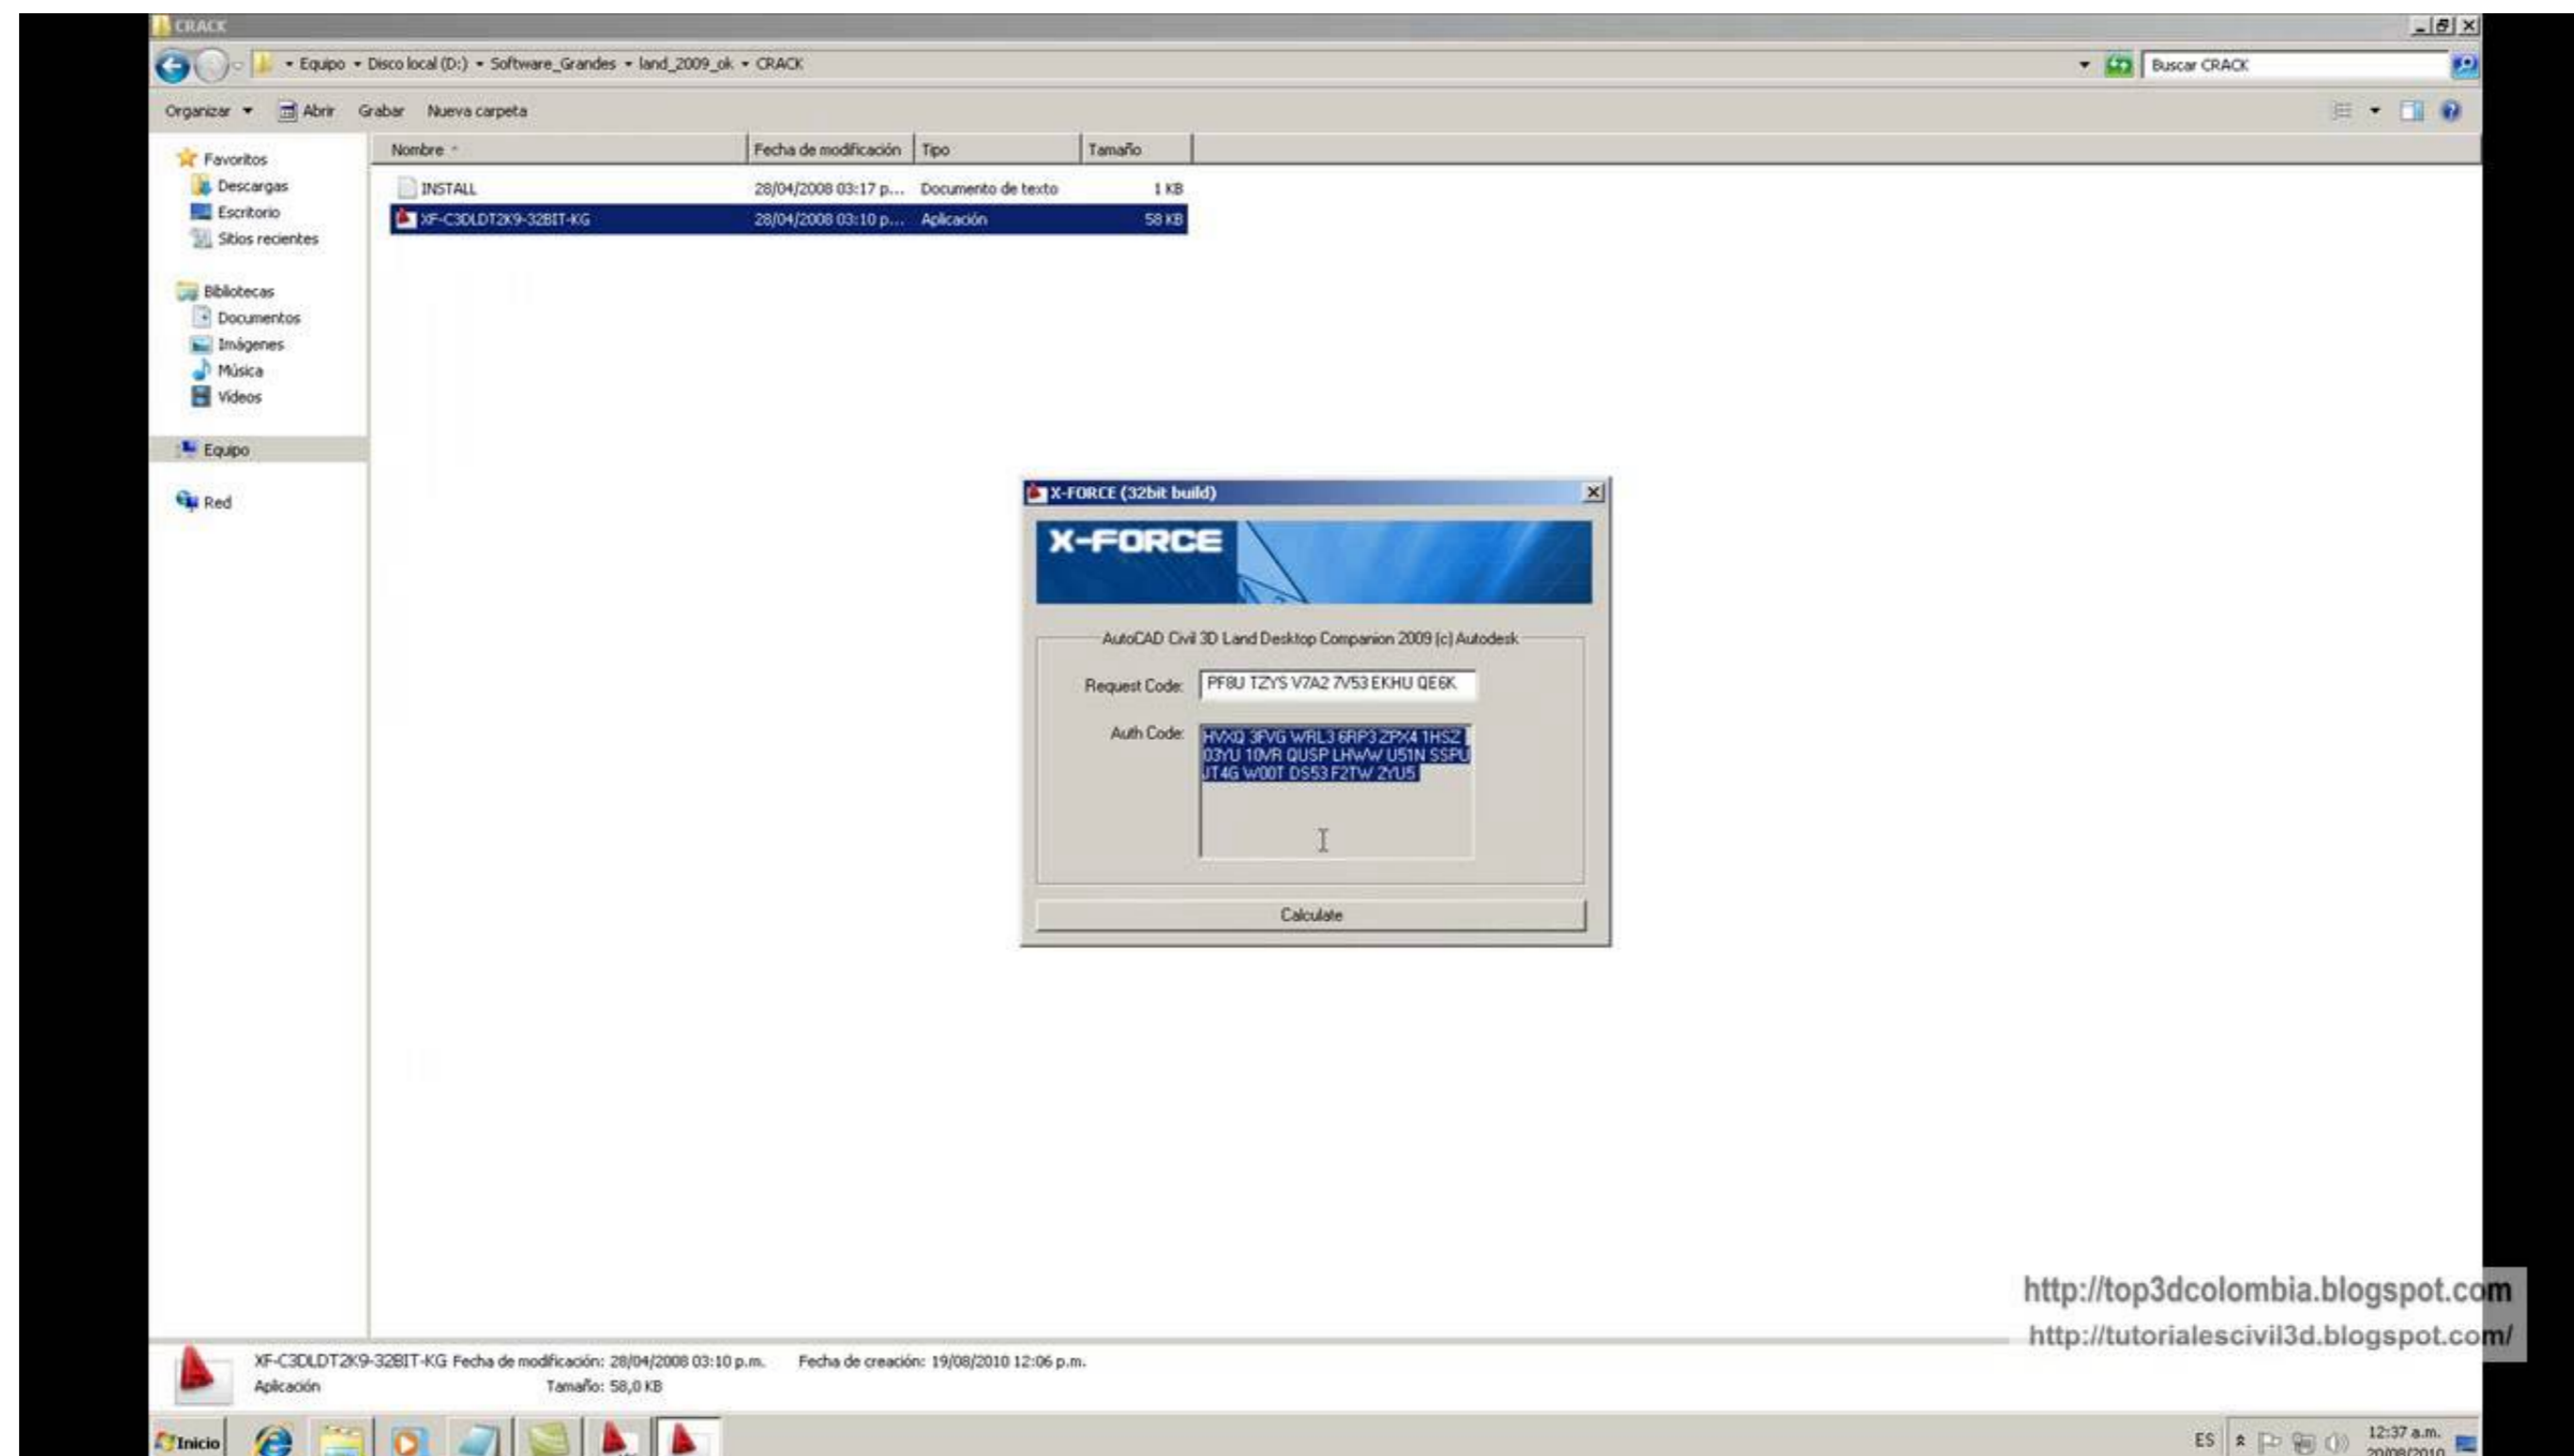 CRACK
Equipo
Disco local (D:)
Software_Grandes
land_2009_ok
CRACK
Buscar CRACK
Organizar
Abrir
Grabar
Nueva carpeta
Favoritos
Descargas
Escritorio
Sitios recientes
Bibliotecas
Documentos
Imágenes
Música
Vídeos
Equipo
Red
Nombre
Fecha de modificación
Tipo
Tamaño
INSTALL
28/04/2008 03:17 p...
Documento de texto
1 KB
XF-C3DLDT2K9-32BIT-KG
28/04/2008 03:10 p...
Aplicación
58 KB
X-FORCE (32bit build)
X-FORCE
AutoCAD Civil 3D Land Desktop Companion 2009 (c) Autodesk
Request Code:
PF8U TZYS V7A2 7V53 EKHU QE6K
Auth Code:
HVXQ 3FVG WRL3 6RP3 ZPX4 1HSZ
03YU 10VR QUSP LHWW U51N SSPU
JT4G W00T DS53 F2TW 2YU5
Calculate
http://top3dcolombia.blogspot.com
http://tutorialescivil3d.blogspot.com/
XF-C3DLDT2K9-32BIT-KG
Fecha de modificación: 28/04/2008 03:10 p.m.
Fecha de creación: 19/08/2010 12:06 p.m.
Aplicación
Tamaño: 58,0 KB
Inicio
ES
12:37 a.m.
20/08/2010